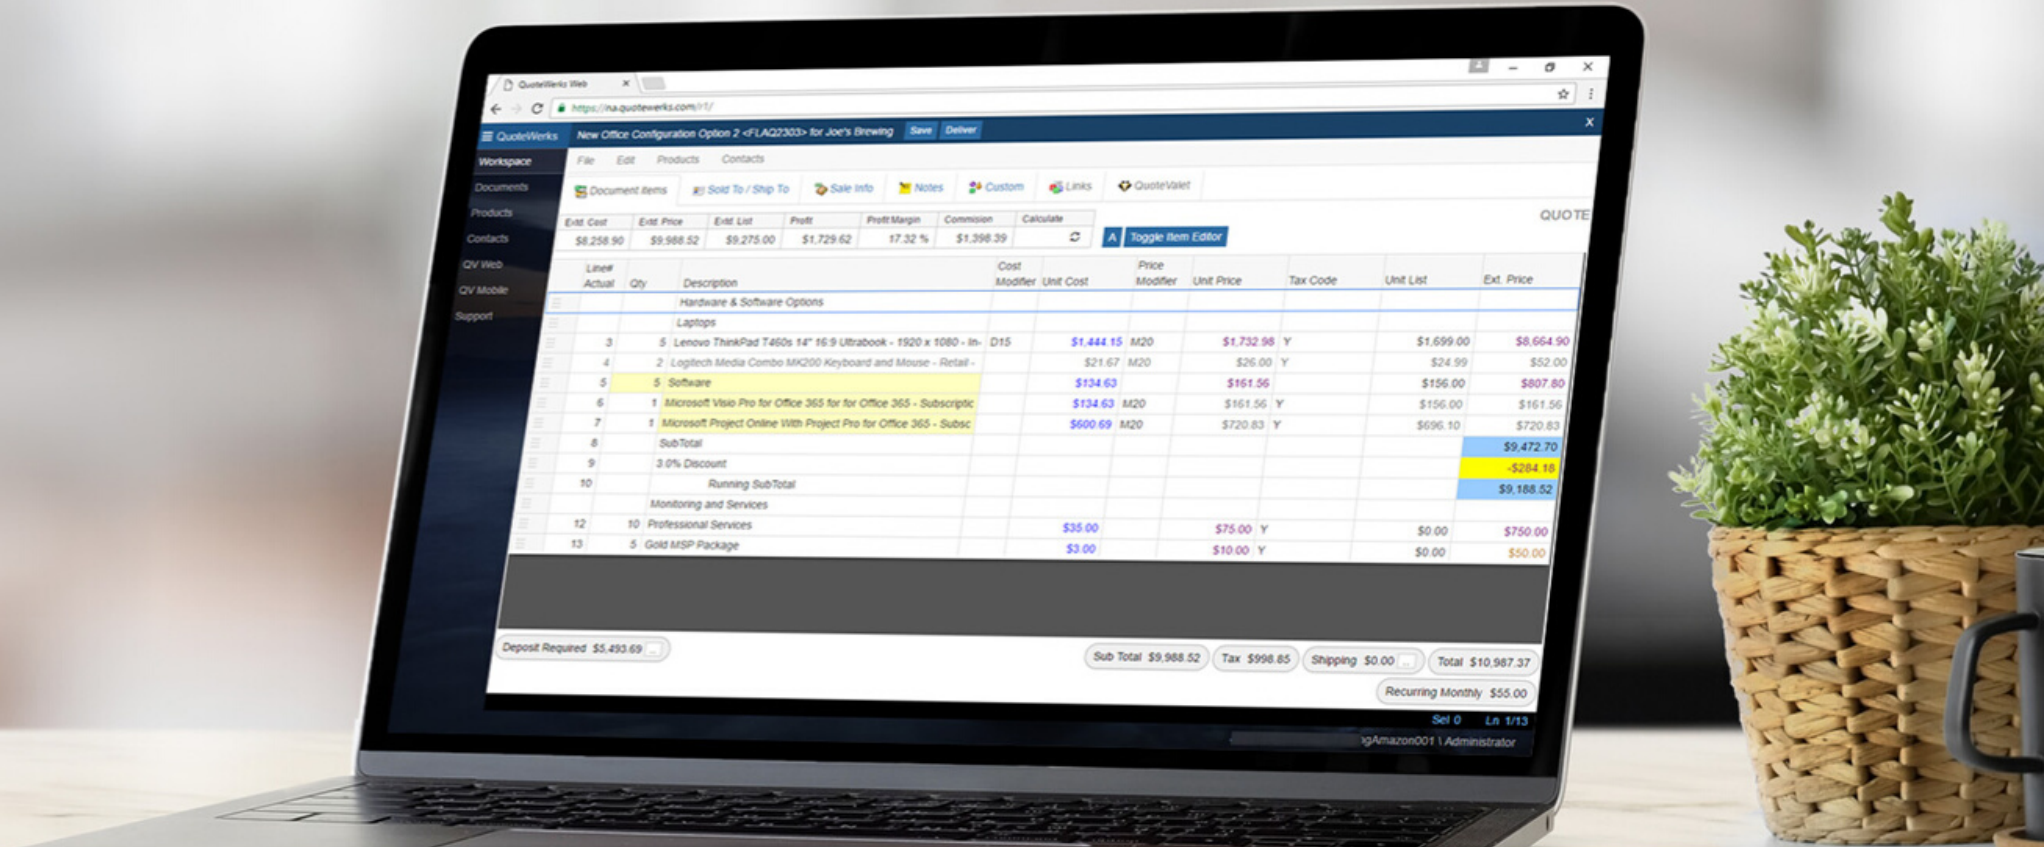 QuoteWerks Web
https://na.quotewerks.com/r1/
QuoteWerks New Office Configuration Option 2 <FLAQ2303> for Joe's Brewing Save Deliver X
Workspace File Edit Products Contacts
Documents Document Items Sold To / Ship To Sale Info Notes Custom Links QuoteValet
Products QUOTE
Extd. Cost Extd. Price Extd. List Profit Profit Margin Commision Calculate
Contacts $8,258.90 $9,988.52 $9,275.00 $1,729.62 17.32 % $1,398.39 A Toggle Item Editor
QV Web
QV Mobile
Support
Line# Actual Qty Description Cost Modifier Unit Cost Price Modifier Unit Price Tax Code Unit List Ext. Price
Hardware & Software Options
Laptops
3 5 Lenovo ThinkPad T460s 14" 16:9 Ultrabook - 1920 x 1080 - In- D15 $1,444.15 M20 $1,732.98 Y $1,699.00 $8,664.90
4 2 Logitech Media Combo MK200 Keyboard and Mouse - Retail - $21.67 M20 $26.00 Y $24.99 $52.00
5 5 Software $134.63 $161.56 $156.00 $807.80
6 1 Microsoft Visio Pro for Office 365 for for Office 365 - Subscriptic $134.63 M20 $161.56 Y $156.00 $161.56
7 1 Microsoft Project Online With Project Pro for Office 365 - Subsc $600.69 M20 $720.83 Y $696.10 $720.83
8 SubTotal $9,472.70
9 3.0% Discount -$284.18
10 Running SubTotal $9,188.52
Monitoring and Services
12 10 Professional Services $35.00 $75.00 Y $0.00 $750.00
13 5 Gold MSP Package $3.00 $10.00 Y $0.00 $50.00
Deposit Required $5,493.69 ... Sub Total $9,988.52 Tax $998.85 Shipping $0.00 ... Total $10,987.37
Recurring Monthly $55.00
Sel 0 Ln 1/13
gAmazon001 \ Administrator